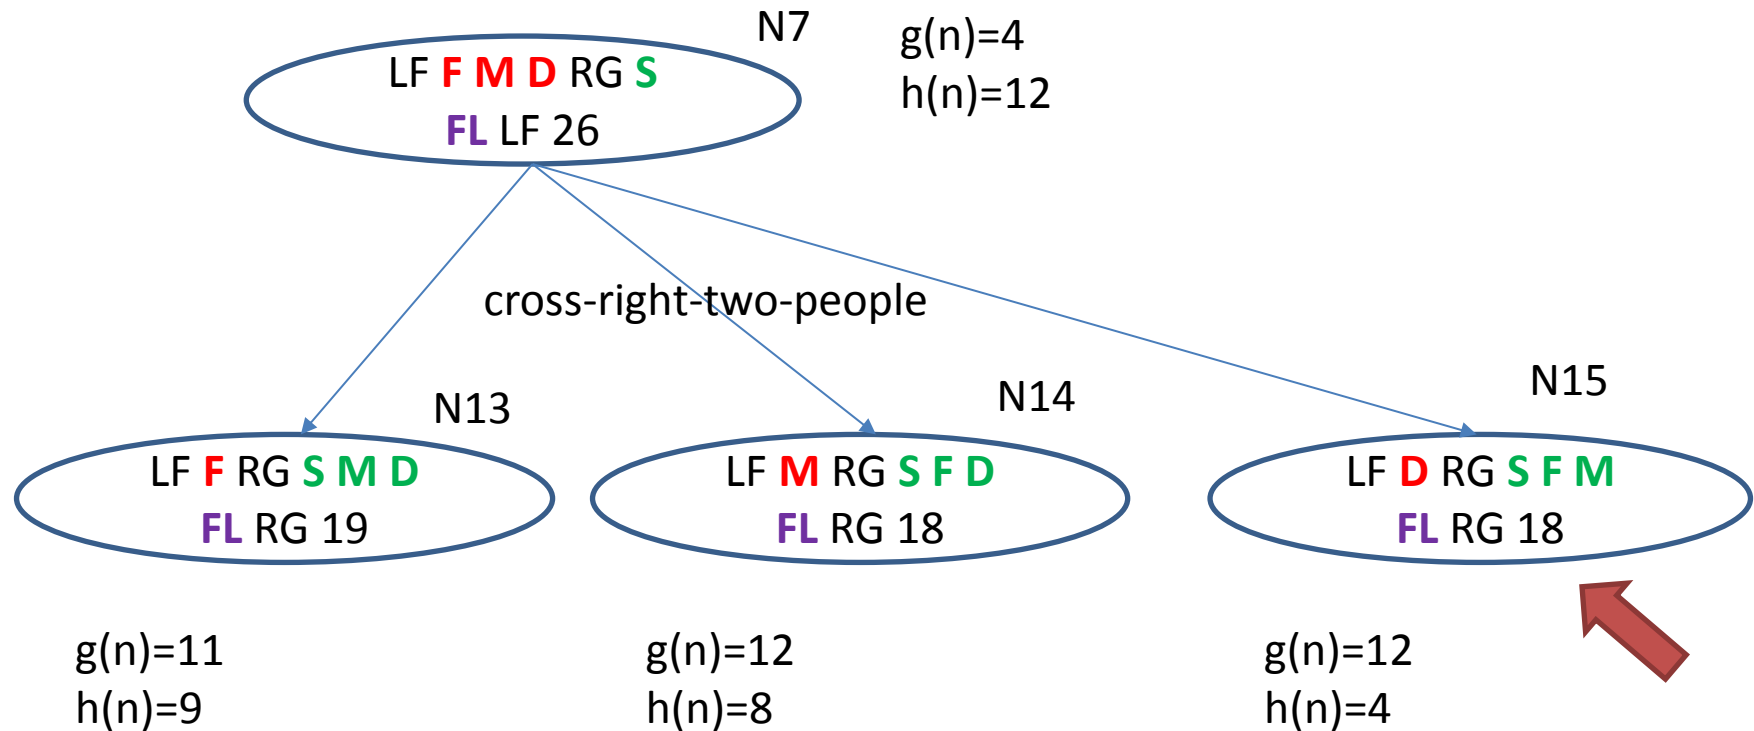 N7
g(n)=4
h(n)=12
LF F M D RG S
FL LF 26
cross-right-two-people
N13
N14
N15
LF F RG S M D
FL RG 19
LF M RG S F D
FL RG 18
LF D RG S F M
FL RG 18
g(n)=11
h(n)=9
g(n)=12
h(n)=8
g(n)=12
h(n)=4